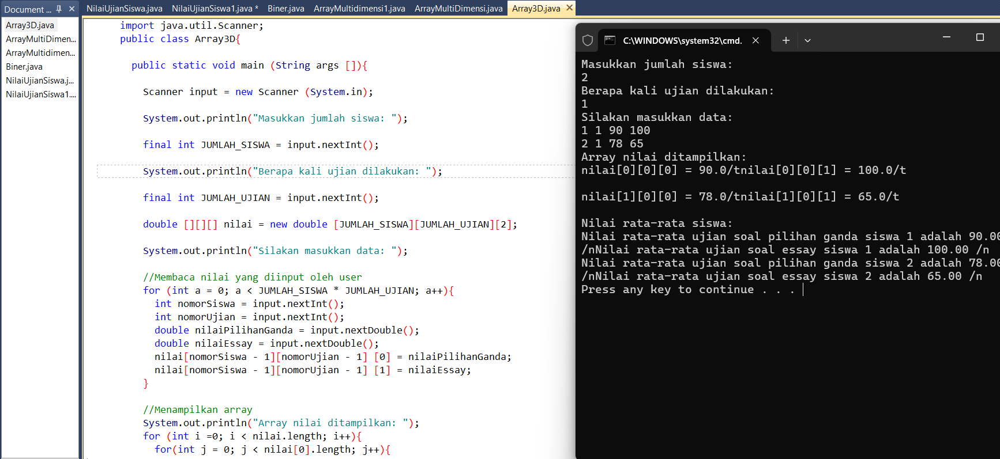 Document ...
NilaiUjianSiswa.java NilaiUjianSiswa1.java * Biner.java ArrayMultidimensi1.java ArrayMultiDimensi.java Array3D.java
Array3D.java
ArrayMultiDimen...
ArrayMultidimen...
Biner.java
NilaiUjianSiswa.j...
NilaiUjianSiswa1....
import java.util.Scanner;
public class Array3D{
public static void main (String args []){
Scanner input = new Scanner (System.in);
System.out.println("Masukkan jumlah siswa: ");
final int JUMLAH_SISWA = input.nextInt();
System.out.println("Berapa kali ujian dilakukan: ");
final int JUMLAH_UJIAN = input.nextInt();
double [][][] nilai = new double [JUMLAH_SISWA][JUMLAH_UJIAN][2];
System.out.println("Silakan masukkan data: ");
//Membaca nilai yang diinput oleh user
for (int a = 0; a < JUMLAH_SISWA * JUMLAH_UJIAN; a++){
int nomorSiswa = input.nextInt();
int nomorUjian = input.nextInt();
double nilaiPilihanGanda = input.nextDouble();
double nilaiEssay = input.nextDouble();
nilai[nomorSiswa - 1][nomorUjian - 1] [0] = nilaiPilihanGanda;
nilai[nomorSiswa - 1][nomorUjian - 1] [1] = nilaiEssay;
}
//Menampilkan array
System.out.println("Array nilai ditampilkan: ");
for (int i =0; i < nilai.length; i++){
for(int j = 0; j < nilai[0].length; j++){
C:\WINDOWS\system32\cmd.
Masukkan jumlah siswa:
2
Berapa kali ujian dilakukan:
1
Silakan masukkan data:
1 1 90 100
2 1 78 65
Array nilai ditampilkan:
nilai[0][0][0] = 90.0/tnilai[0][0][1] = 100.0/t
nilai[1][0][0] = 78.0/tnilai[1][0][1] = 65.0/t
Nilai rata-rata siswa:
Nilai rata-rata ujian soal pilihan ganda siswa 1 adalah 90.00
/nNilai rata-rata ujian soal essay siswa 1 adalah 100.00 /n
Nilai rata-rata ujian soal pilihan ganda siswa 2 adalah 78.00
/nNilai rata-rata ujian soal essay siswa 2 adalah 65.00 /n
Press any key to continue . . .